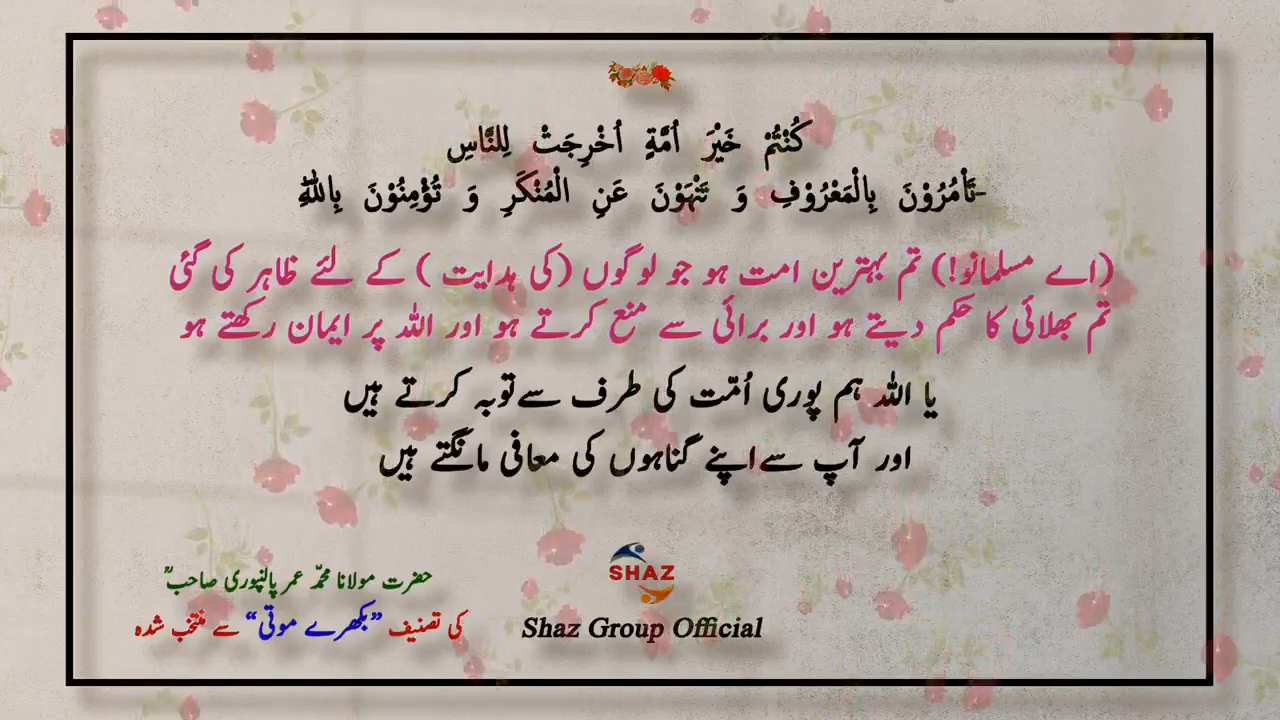 كُنْتُمْ خَيْرَ اُمَّةٍ اُخْرِجَتْ لِلنَّاسِ
تَاْمُرُوْنَ بِالْمَعْرُوْفِ وَ تَنْهَوْنَ عَنِ الْمُنْكَرِ وَ تُؤْمِنُوْنَ بِاللّٰهِؕ-
(اے مسلمانو!) تم بہترین امت ہو جو لوگوں (کی ہدایت ) کے لئے ظاہر کی گئی
تم بھلائی کا حکم دیتے ہو اور برائی سے منع کرتے ہو اور اللہ پر ایمان رکھتے ہو
یا اللہ ہم پوری اُمّت کی طرف سے توبہ کرتے ہیں
اور آپ سے اپنے گناہوں کی معافی مانگتے ہیں
حضرت مولانا محمّد عمر پالنپوری صاحبؒ
کی تصنیف ”بکھرے موتی“ سے منتخب شدہ
SHAZ
Shaz Group Official